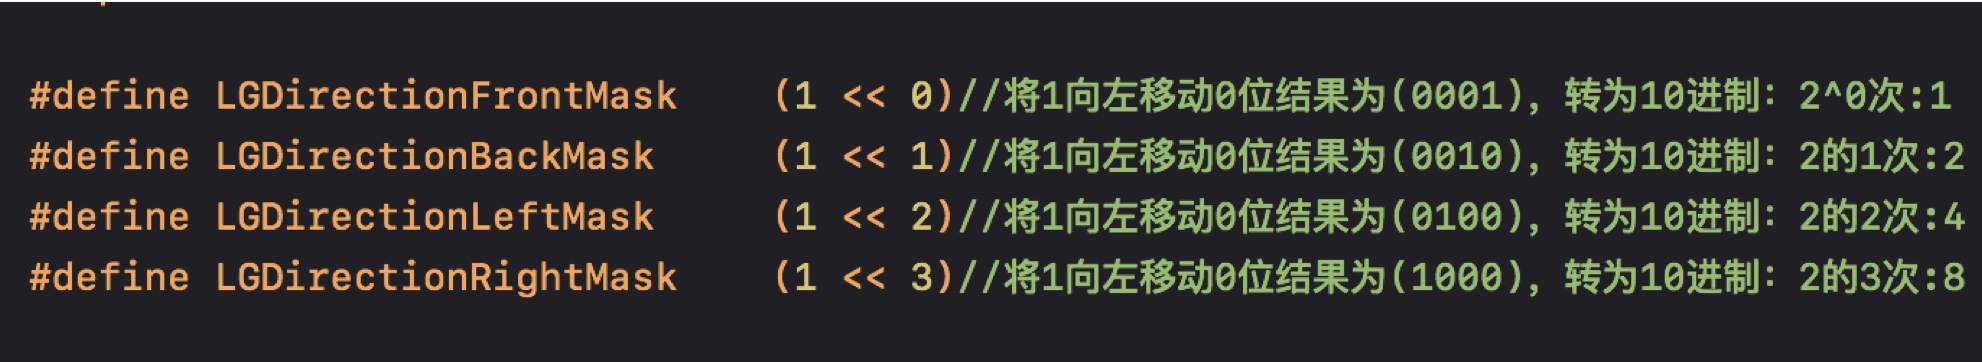 #define LGDirectionFrontMask    (1 << 0)//将1向左移动0位结果为(0001)，转为10进制：2^0次:1
#define LGDirectionBackMask     (1 << 1)//将1向左移动0位结果为(0010)，转为10进制：2的1次:2
#define LGDirectionLeftMask     (1 << 2)//将1向左移动0位结果为(0100)，转为10进制：2的2次:4
#define LGDirectionRightMask    (1 << 3)//将1向左移动0位结果为(1000)，转为10进制：2的3次:8